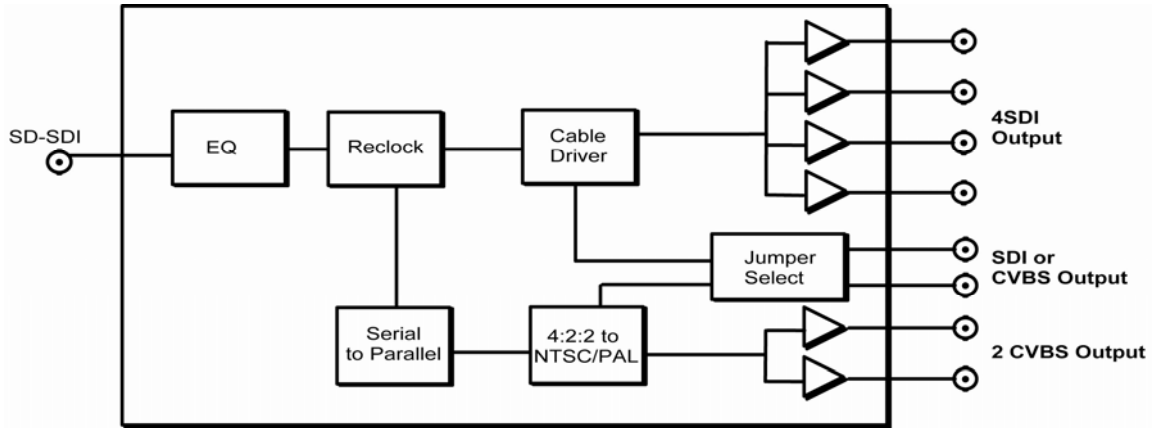 SD-SDI
EQ
Reclock
Cable
Driver
4SDI
Output
Jumper
Select
SDI or
CVBS Output
Serial
to Parallel
4:2:2 to
NTSC/PAL
2 CVBS Output